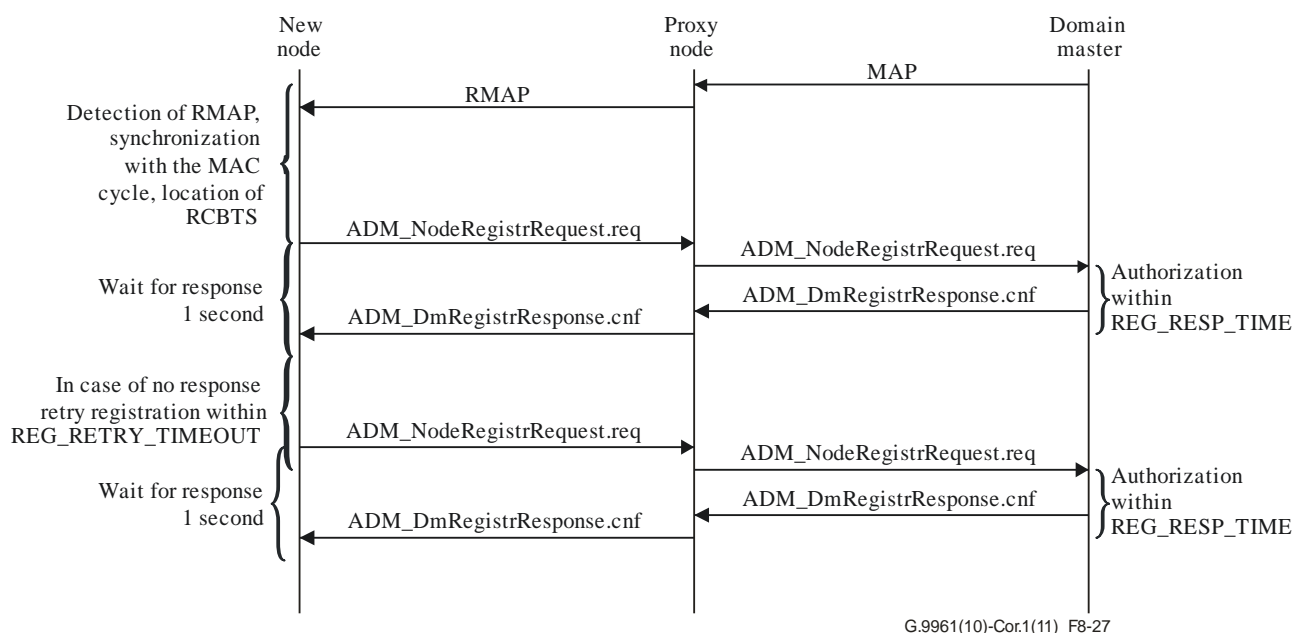 New
node
Proxy
node
Domain
master
MAP
RMAP
Detection of RMAP,
synchronization
with the MAC
cycle, location of
RCBTS
ADM_NodeRegistrRequest.req
ADM_NodeRegistrRequest.req
Wait for response
1 second
ADM_DmRegistrResponse.cnf
ADM_DmRegistrResponse.cnf
Authorization
within
REG_RESP_TIME
In case of no response
retry registration within
REG_RETRY_TIMEOUT
ADM_NodeRegistrRequest.req
ADM_NodeRegistrRequest.req
Wait for response
1 second
ADM_DmRegistrResponse.cnf
ADM_DmRegistrResponse.cnf
Authorization
within
REG_RESP_TIME
G.9961(10)-Cor.1(11)_F8-27